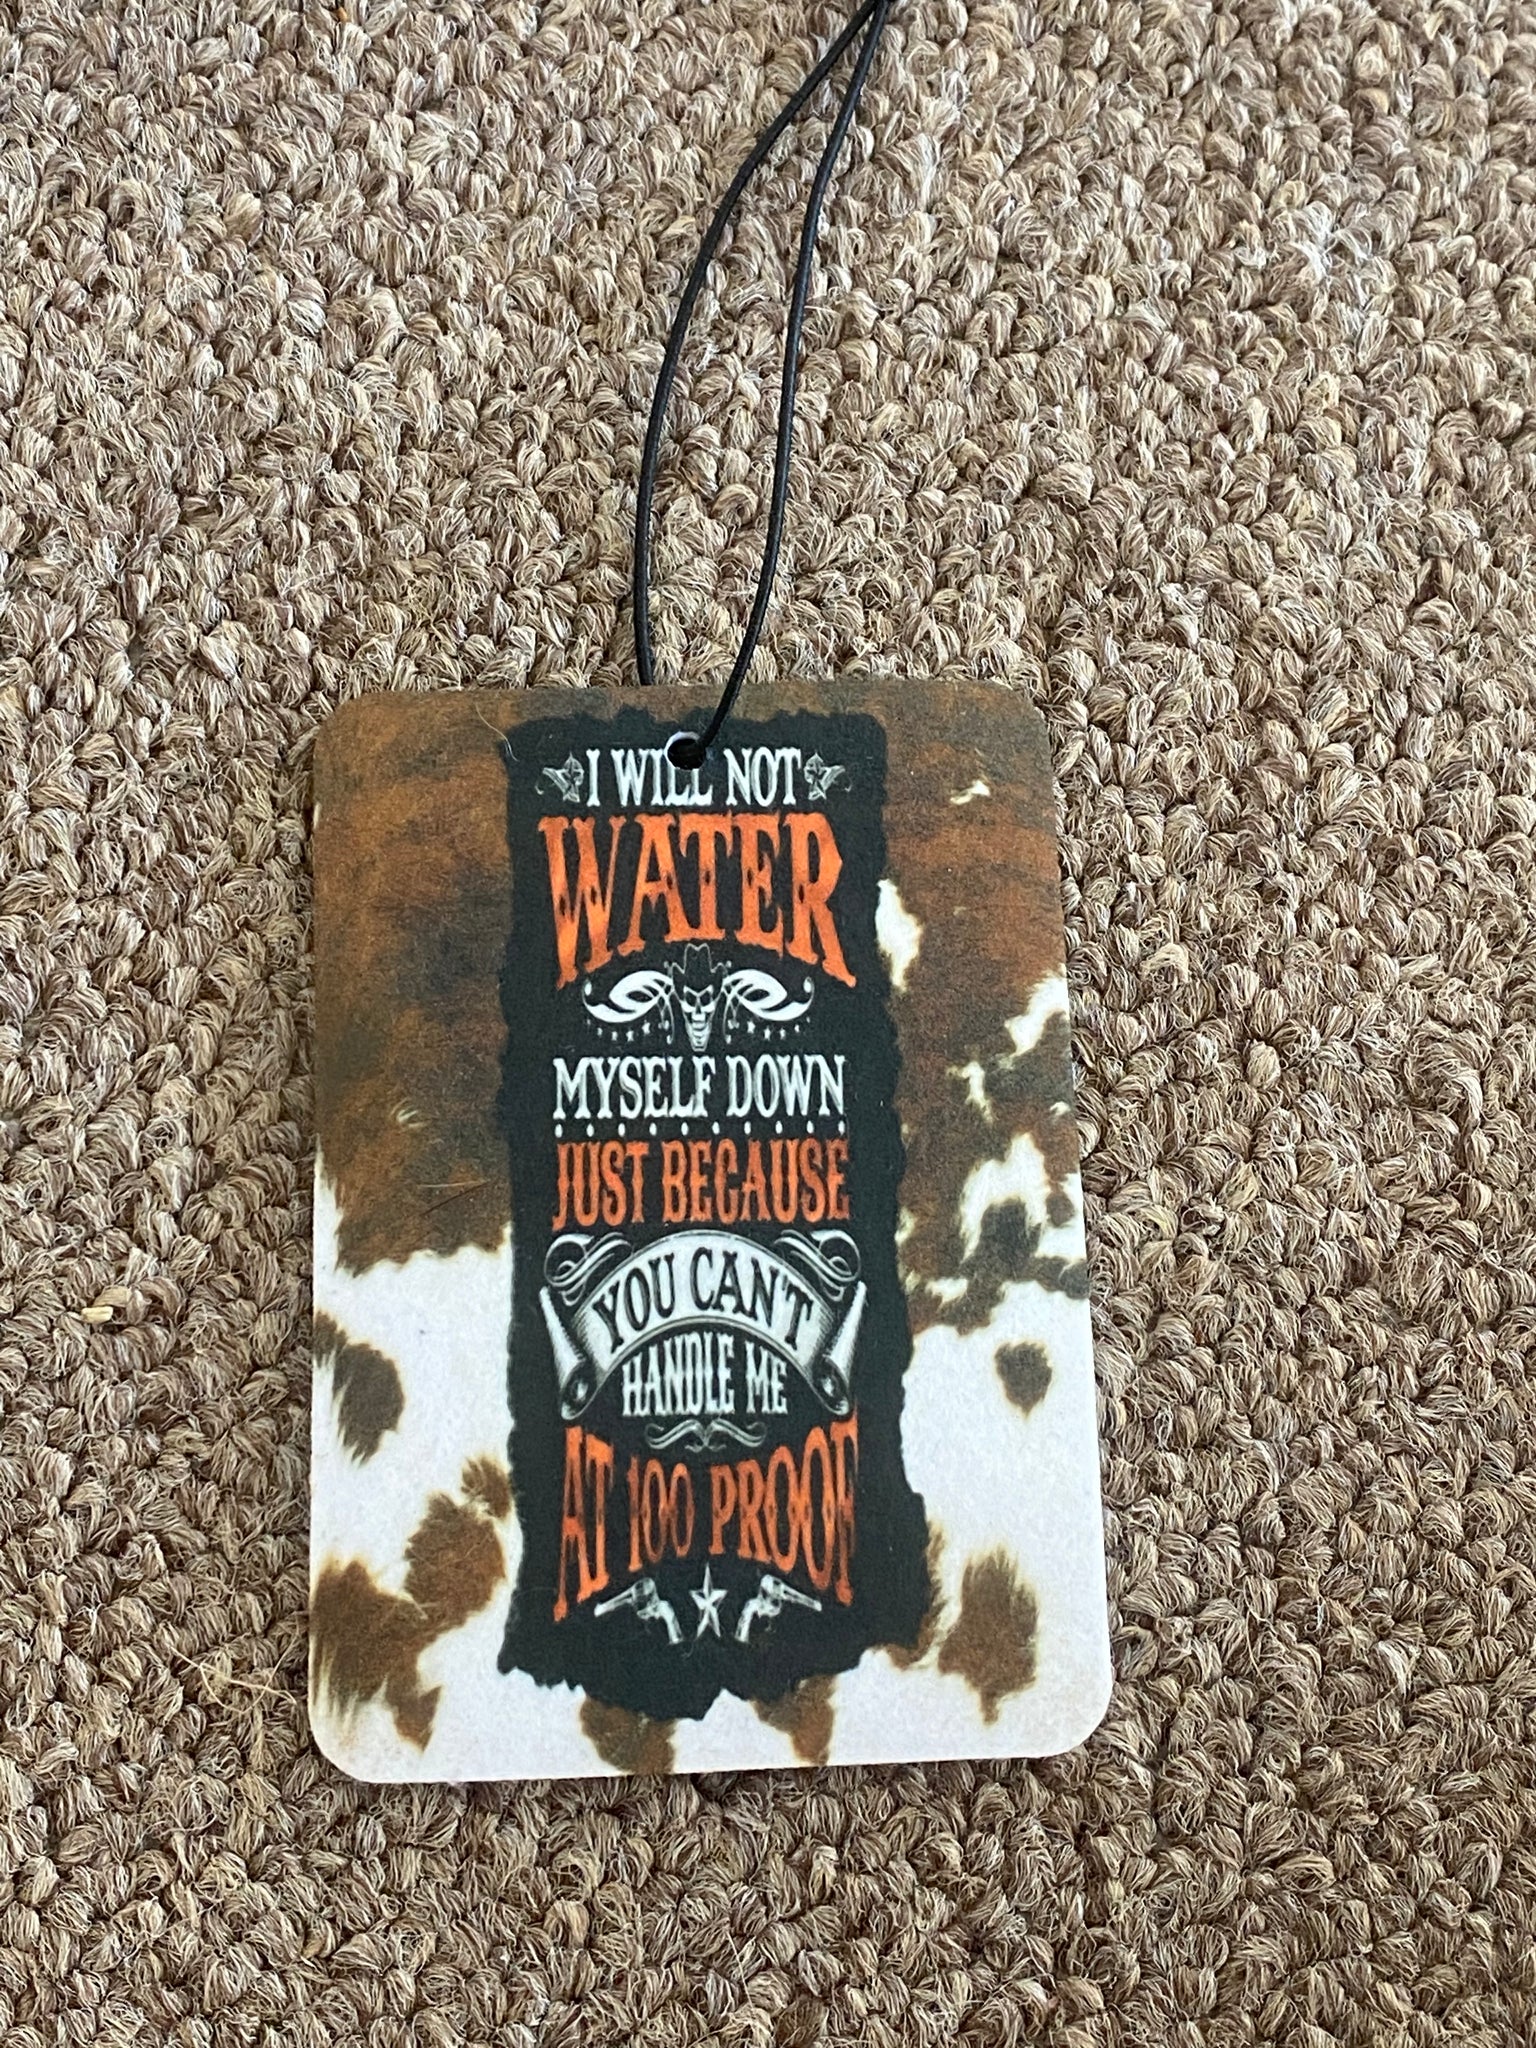 I WILL NOT
WATER
MYSELF DOWN
JUST BECAUSE
YOU CAN'T
HANDLE ME
AT 100 PROOF